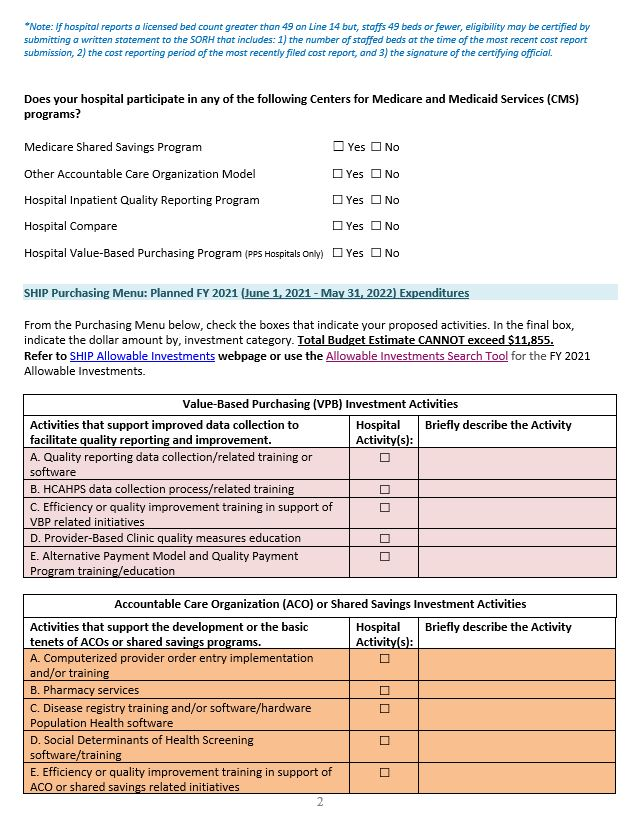 *Note: If hospital reports a licensed bed count greater than 49 on Line 14 but, staffs 49 beds or fewer, eligibility may be certified by
submitting a written statement to the SORH that includes: 1) the number of staffed beds at the time of the most recent cost report
submission, 2) the cost reporting period of the most recently filed cost report, and 3) the signature of the certifying official.
Does your hospital participate in any of the following Centers for Medicare and Medicaid Services (CMS)
programs?
Medicare Shared Savings Program ☐ Yes ☐ No
Other Accountable Care Organization Model ☐ Yes ☐ No
Hospital Inpatient Quality Reporting Program ☐ Yes ☐ No
Hospital Compare ☐ Yes ☐ No
Hospital Value-Based Purchasing Program (PPS Hospitals Only) ☐ Yes ☐ No
SHIP Purchasing Menu: Planned FY 2021 (June 1, 2021 - May 31, 2022) Expenditures
From the Purchasing Menu below, check the boxes that indicate your proposed activities. In the final box,
indicate the dollar amount by, investment category. Total Budget Estimate CANNOT exceed $11,855.
Refer to SHIP Allowable Investments webpage or use the Allowable Investments Search Tool for the FY 2021
Allowable Investments.
Value-Based Purchasing (VPB) Investment Activities
Activities that support improved data collection to Hospital Briefly describe the Activity
facilitate quality reporting and improvement. Activity(s):
A. Quality reporting data collection/related training or ☐
software
B. HCAHPS data collection process/related training ☐
C. Efficiency or quality improvement training in support of ☐
VBP related initiatives
D. Provider-Based Clinic quality measures education ☐
E. Alternative Payment Model and Quality Payment ☐
Program training/education
Accountable Care Organization (ACO) or Shared Savings Investment Activities
Activities that support the development or the basic Hospital Briefly describe the Activity
tenets of ACOs or shared savings programs. Activity(s):
A. Computerized provider order entry implementation ☐
and/or training
B. Pharmacy services ☐
C. Disease registry training and/or software/hardware ☐
Population Health software
D. Social Determinants of Health Screening ☐
software/training
E. Efficiency or quality improvement training in support of ☐
ACO or shared savings related initiatives
2